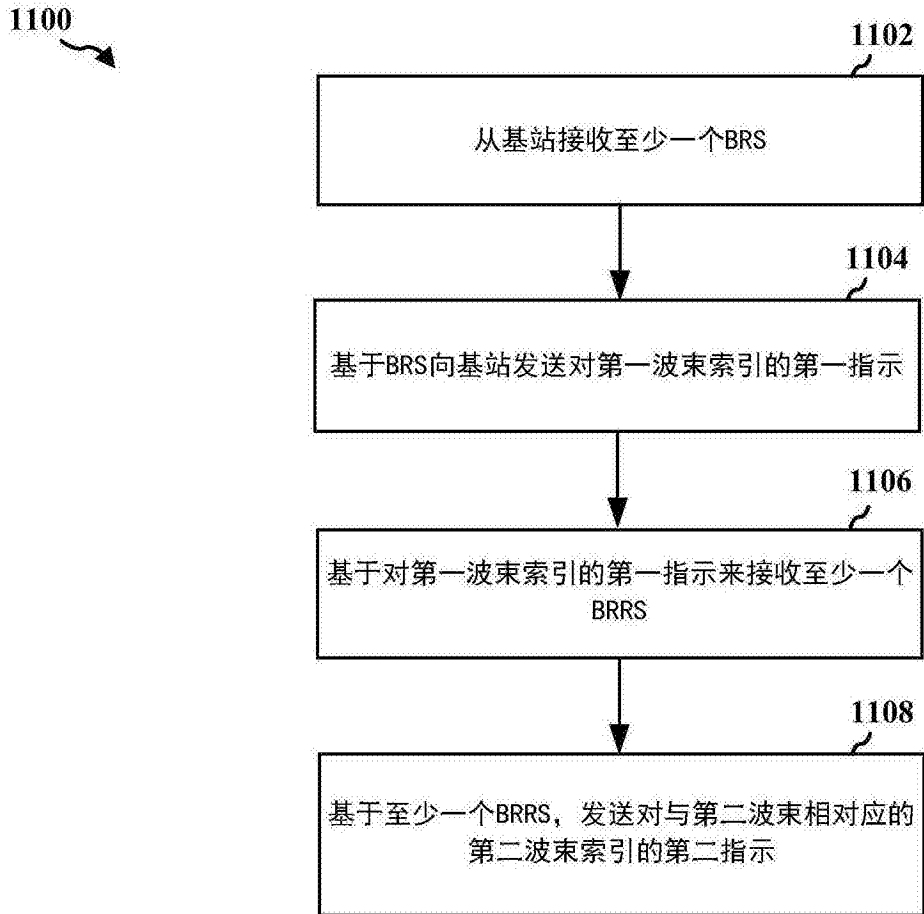 1100
1102
从基站接收至少一个BRS
1104
基于BRS向基站发送对第一波束索引的第一指示
1106
基于对第一波束索引的第一指示来接收至少一个
BRRS
1108
基于至少一个BRRS，发送对与第二波束相对应的
第二波束索引的第二指示